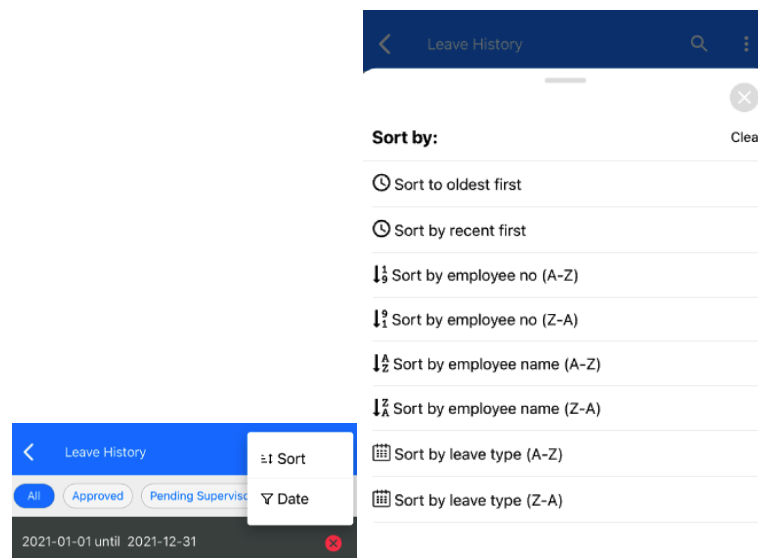 Leave History
Sort
Date
All
Approved
Pending Superviso
2021-01-01 until 2021-12-31
Leave History
Sort by:
Clea
Sort to oldest first
Sort by recent first
Sort by employee no (A-Z)
Sort by employee no (Z-A)
Sort by employee name (A-Z)
Sort by employee name (Z-A)
Sort by leave type (A-Z)
Sort by leave type (Z-A)